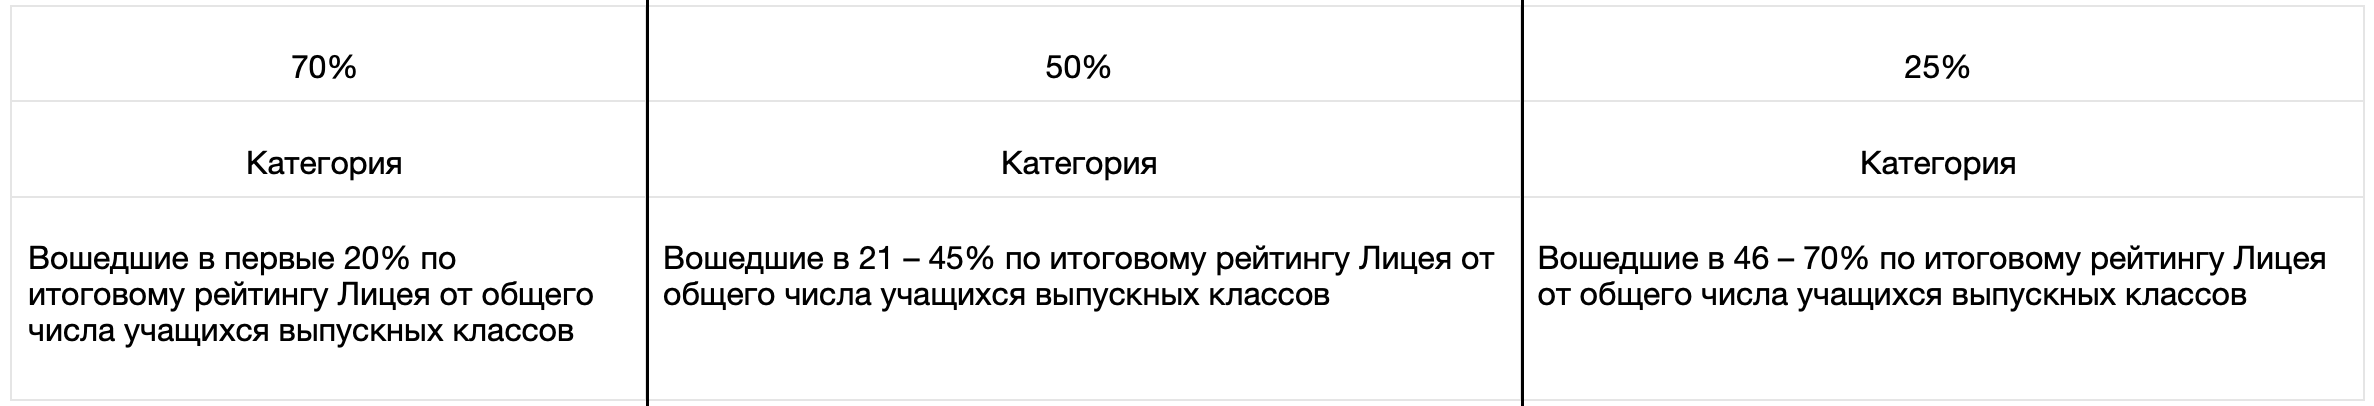 70%
50%
25%
Категория
Категория
Категория
Вошедшие в первые 20% по
итоговому рейтингу Лицея от общего
числа учащихся выпускных классов
Вошедшие в 21 – 45% по итоговому рейтингу Лицея от
общего числа учащихся выпускных классов
Вошедшие в 46 – 70% по итоговому рейтингу Лицея
от общего числа учащихся выпускных классов